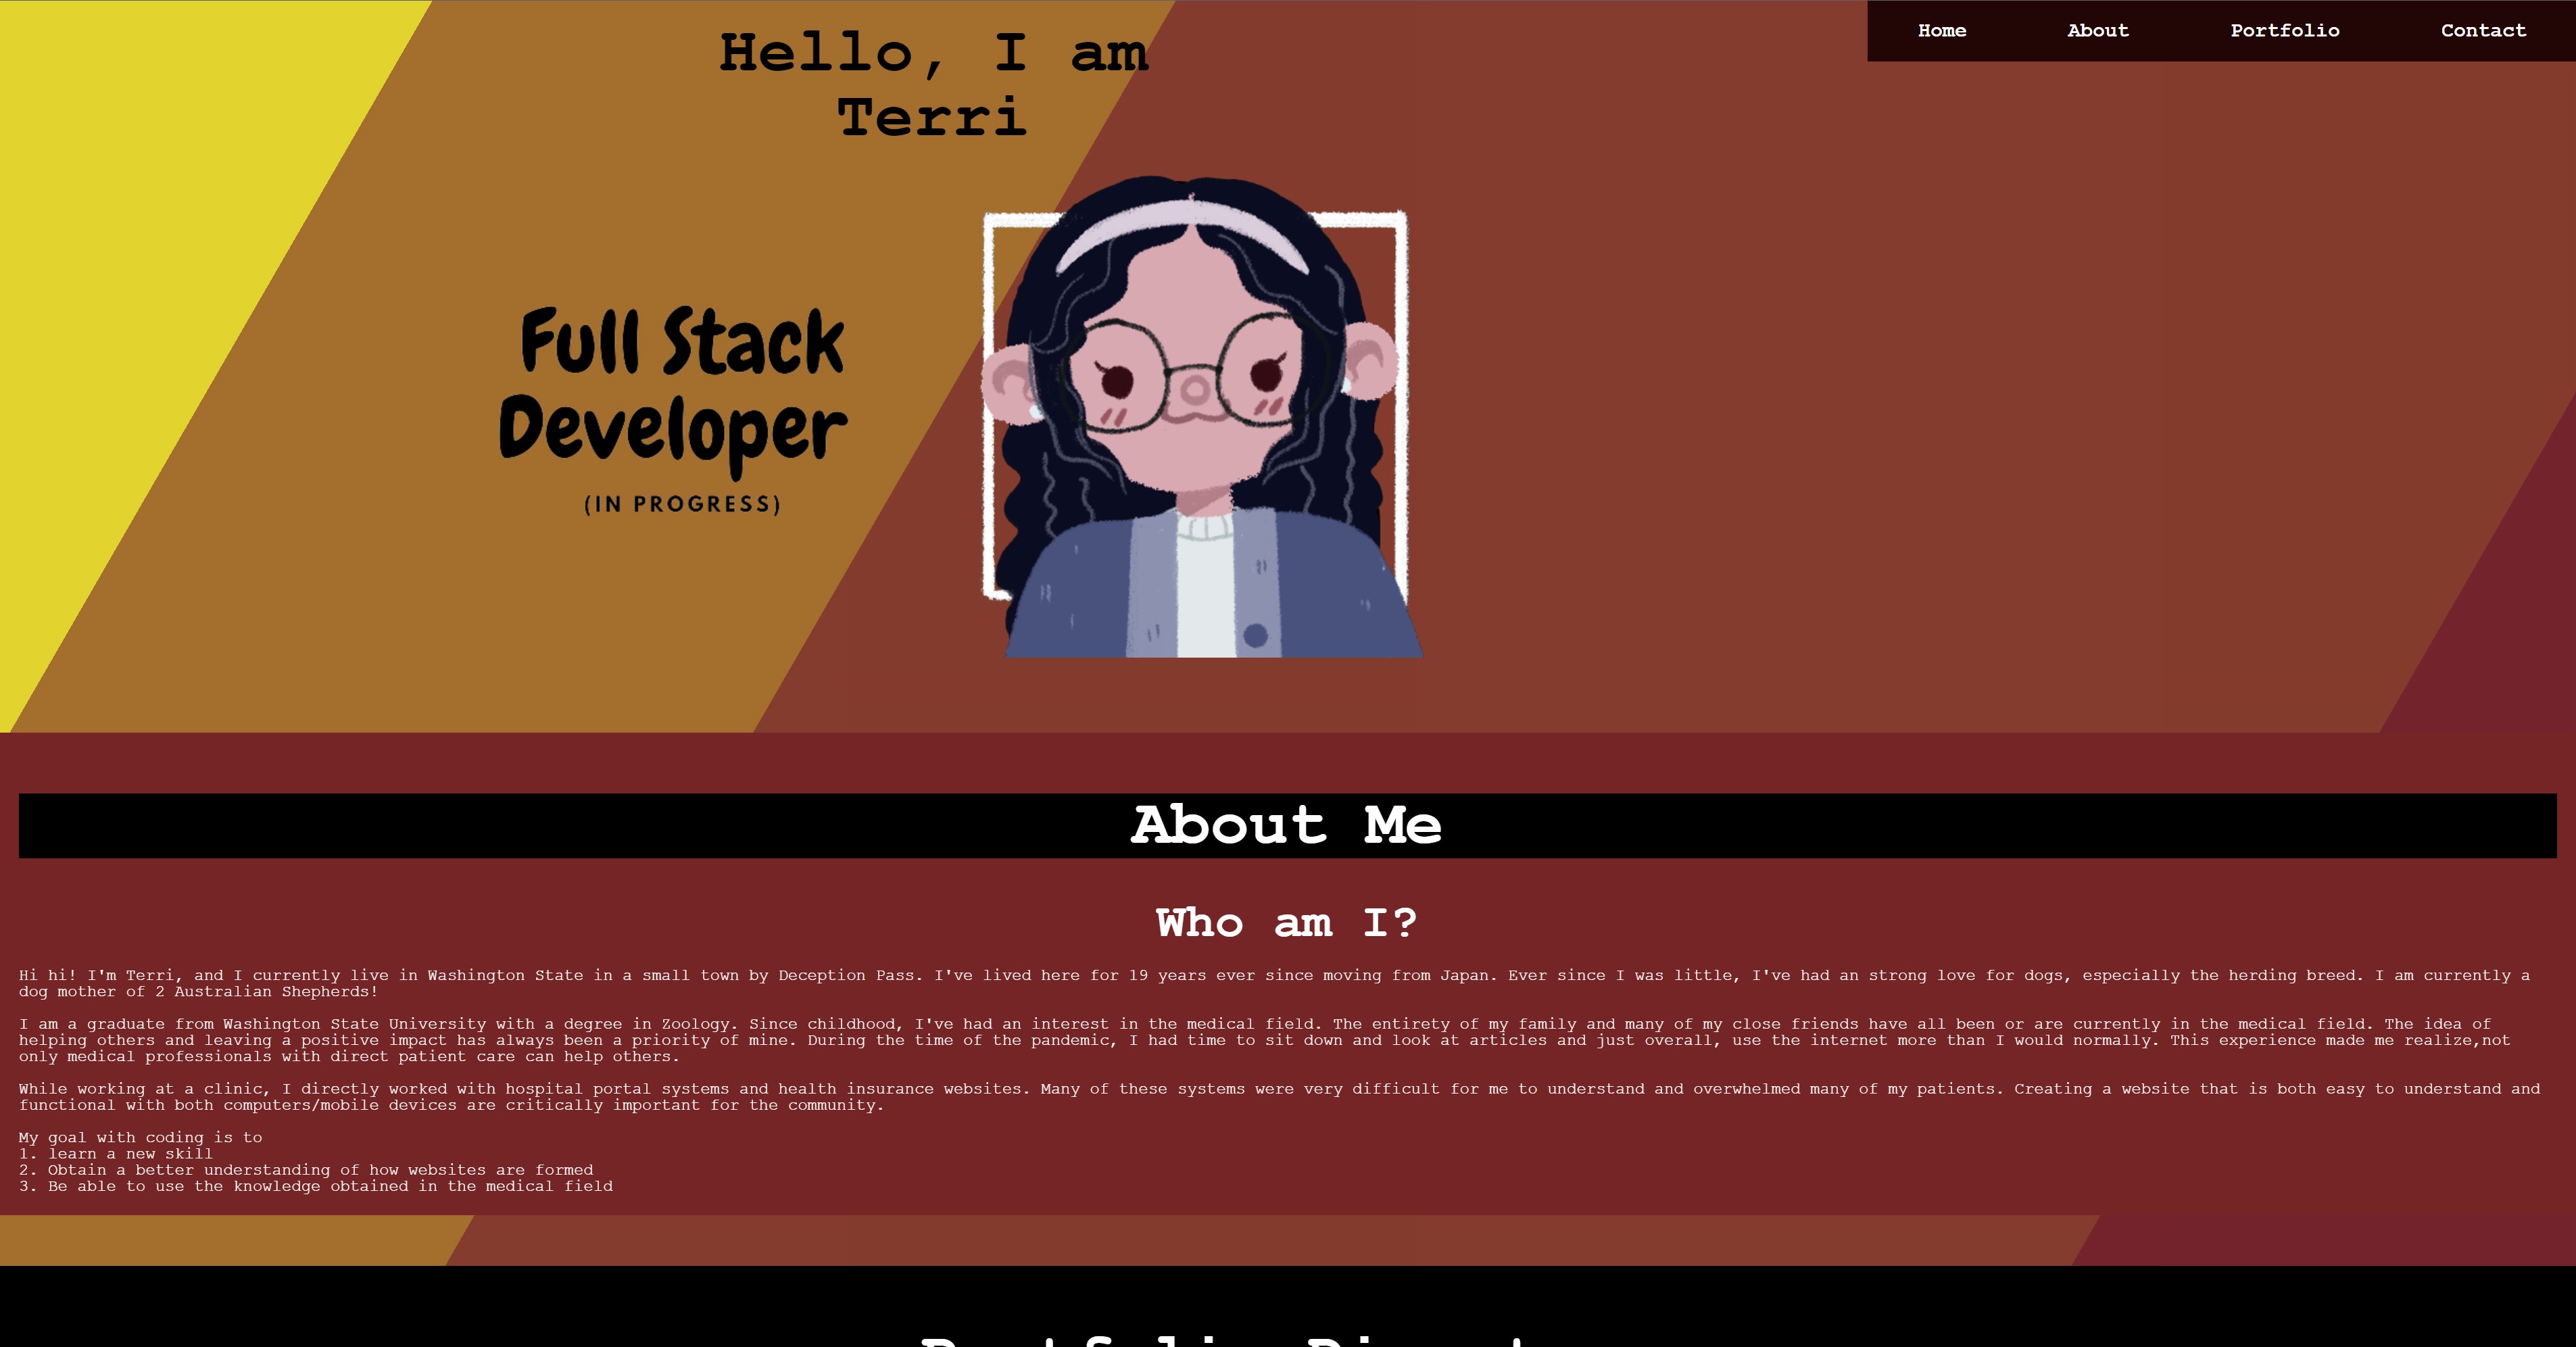 Home About Portfolio Contact
Hello, I am
Terri
Full Stack
Developer
(IN PROGRESS)
About Me
Who am I?
Hi hi! I'm Terri, and I currently live in Washington State in a small town by Deception Pass. I've lived here for 19 years ever since moving from Japan. Ever since I was little, I've had an strong love for dogs, especially the herding breed. I am currently a
dog mother of 2 Australian Shepherds!
I am a graduate from Washington State University with a degree in Zoology. Since childhood, I've had an interest in the medical field. The entirety of my family and many of my close friends have all been or are currently in the medical field. The idea of
helping others and leaving a positive impact has always been a priority of mine. During the time of the pandemic, I had time to sit down and look at articles and just overall, use the internet more than I would normally. This experience made me realize,not
only medical professionals with direct patient care can help others.
While working at a clinic, I directly worked with hospital portal systems and health insurance websites. Many of these systems were very difficult for me to understand and overwhelmed many of my patients. Creating a website that is both easy to understand and
functional with both computers/mobile devices are critically important for the community.
My goal with coding is to
1. learn a new skill
2. Obtain a better understanding of how websites are formed
3. Be able to use the knowledge obtained in the medical field